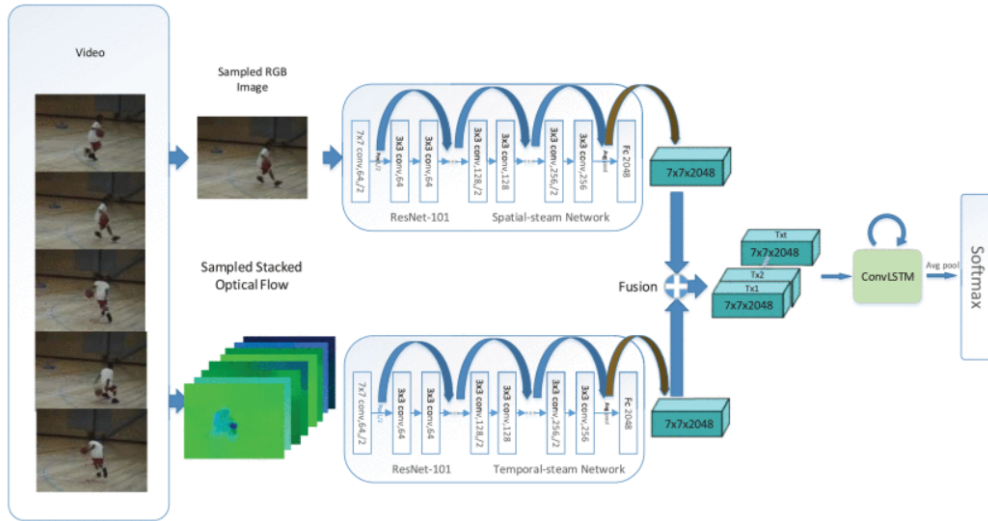 Video
Sampled RGB
Image
7x7 conv,64,/2
3x3 conv,64
3x3 conv,64
3x3 conv,128,/2
3x3 conv,128
3x3 conv,256,/2
3x3 conv,256
Avg pool
Fc 2048
ResNet-101
Spatial-steam Network
7x7x2048
Sampled Stacked
Optical Flow
Fusion
Txt
7x7x2048
Tx2
Tx1
7x7x2048
ConvLSTM
Avg pool
Softmax
7x7 conv,64,/2
3x3 conv,64
3x3 conv,64
3x3 conv,128,/2
3x3 conv,128
3x3 conv,256,/2
3x3 conv,256
Avg pool
Fc 2048
ResNet-101
Temporal-steam Network
7x7x2048